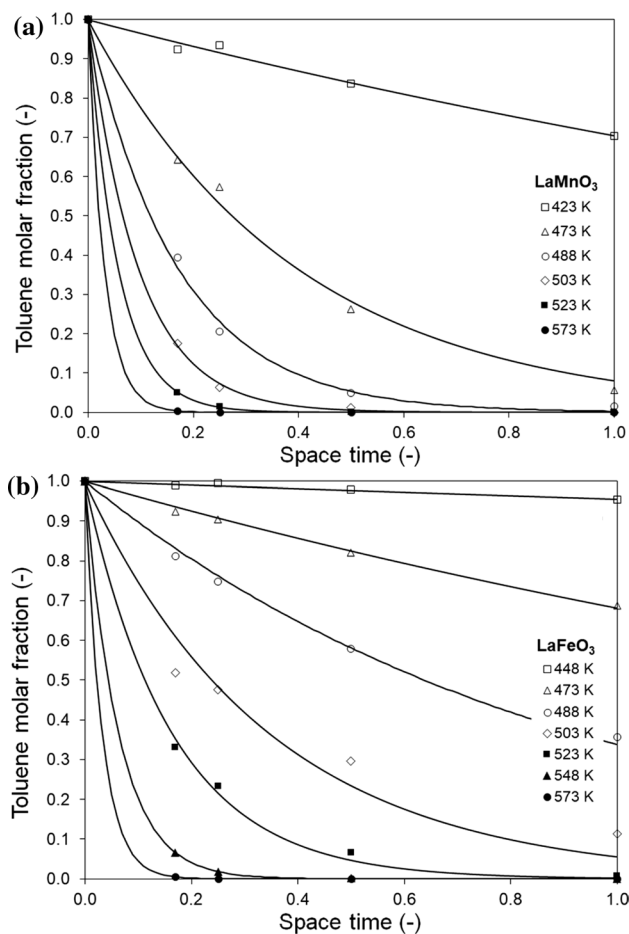 (a)
1.0
0.9
0.8
0.7
0.6
0.5
0.4
0.3
0.2
0.1
0.0
Toluene molar fraction (-)
LaMnO₃
423 K
473 K
488 K
503 K
523 K
573 K
0.0 0.2 0.4 0.6 0.8 1.0
Space time (-)
(b)
1.0
0.9
0.8
0.7
0.6
0.5
0.4
0.3
0.2
0.1
0.0
Toluene molar fraction (-)
LaFeO₃
448 K
473 K
488 K
503 K
523 K
548 K
573 K
0.0 0.2 0.4 0.6 0.8 1.0
Space time (-)